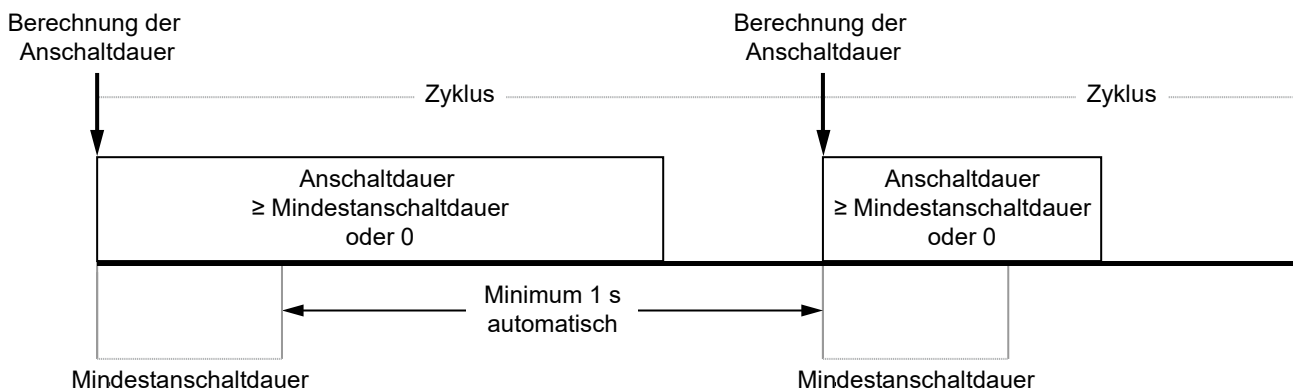 Berechnung der
Anschaltdauer
Berechnung der
Anschaltdauer
Zyklus
Zyklus
Anschaltdauer
≥ Mindestanschaltdauer
oder 0
Anschaltdauer
≥ Mindestanschaltdauer
oder 0
Minimum 1 s
automatisch
Mindestanschaltdauer
Mindestanschaltdauer